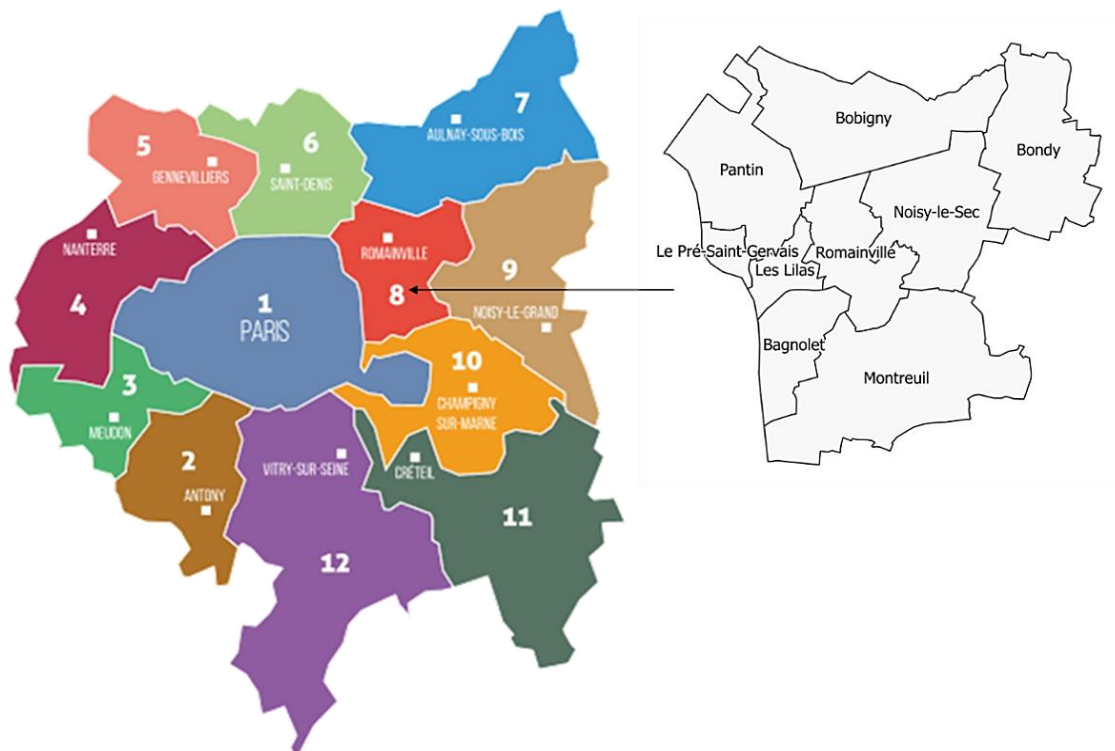 7
AULNAY-SOUS-BOIS
5
GENNEVILLIERS
6
SAINT-DENIS
NANTERRE
4
ROMAINVILLE
8
9
NOISY-LE-GRAND
1
PARIS
3
MEUDON
10
CHAMPIGNY
SUR-MARNE
2
ANTONY
VITRY-SUR-SEINE
12
CRÉTEIL
11
Bobigny
Bondy
Pantin
Noisy-le-Sec
Le Pré-Saint-Gervais
Romainville
Les Lilas
Bagnolet
Montreuil